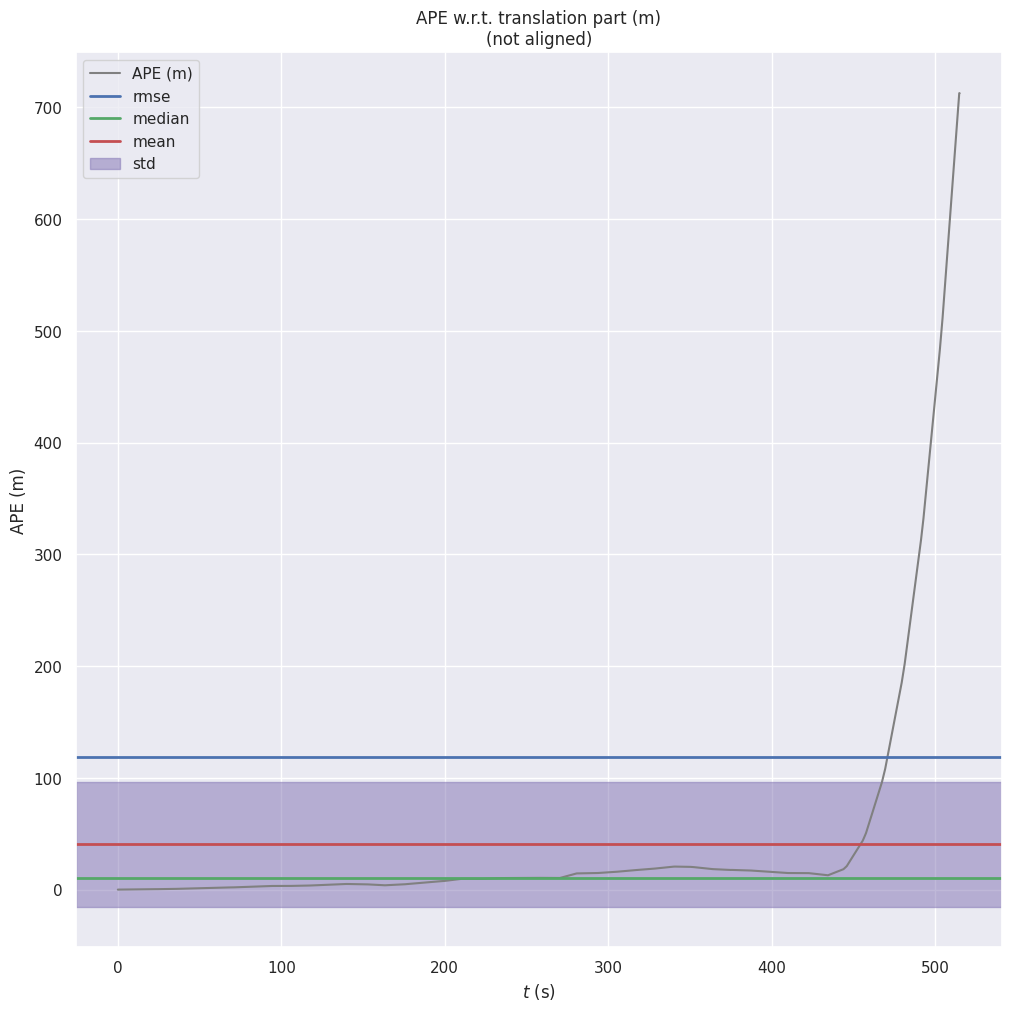 APE w.r.t. translation part (m)
(not aligned)
APE (m)
rmse
median
mean
std
APE (m)
700
600
500
400
300
200
100
0
0 100 200 300 400 500
t (s)